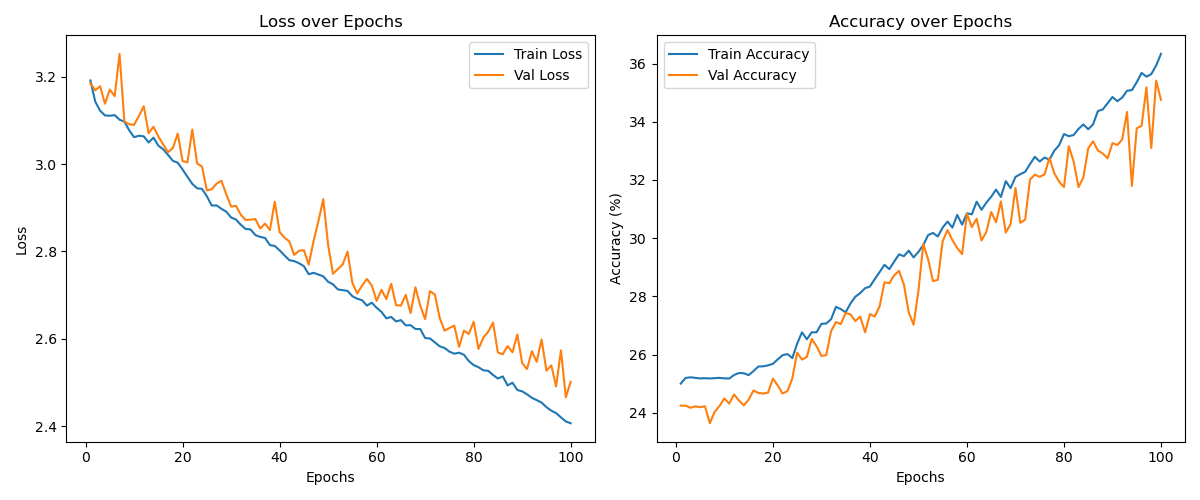 Loss over Epochs
Train Loss
Val Loss
3.2
3.0
2.8
2.6
2.4
Loss
0 20 40 60 80 100
Epochs
Accuracy over Epochs
Train Accuracy
Val Accuracy
36
34
32
30
28
26
24
Accuracy (%)
0 20 40 60 80 100
Epochs